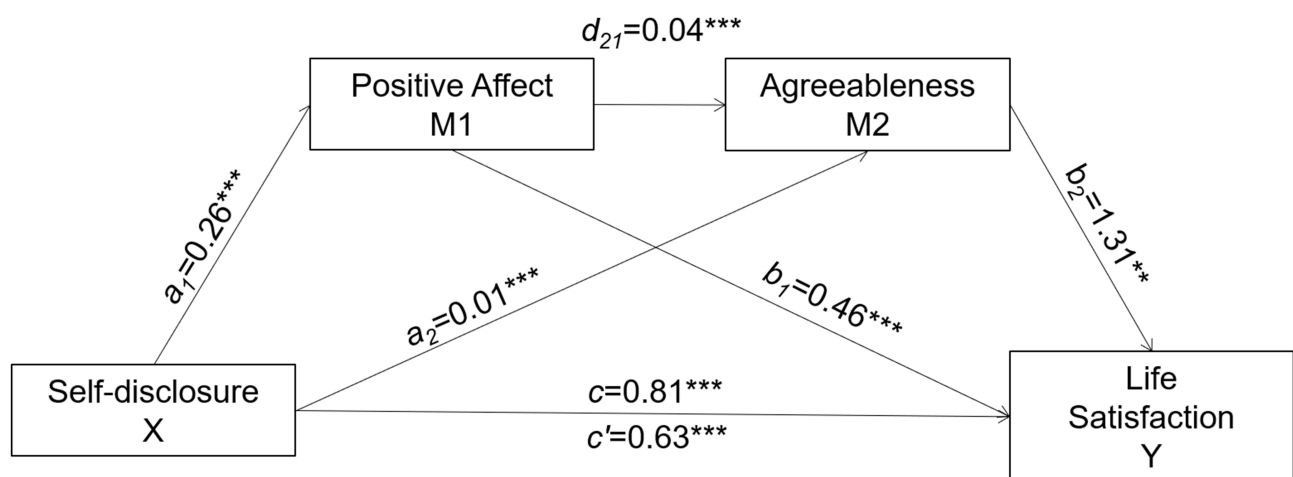 d21=0.04***
Positive Affect
M1
Agreeableness
M2
a1=0.26***
a2=0.01***
b1=0.46***
b2=1.31**
Self-disclosure
X
c=0.81***
c'=0.63***
Life
Satisfaction
Y